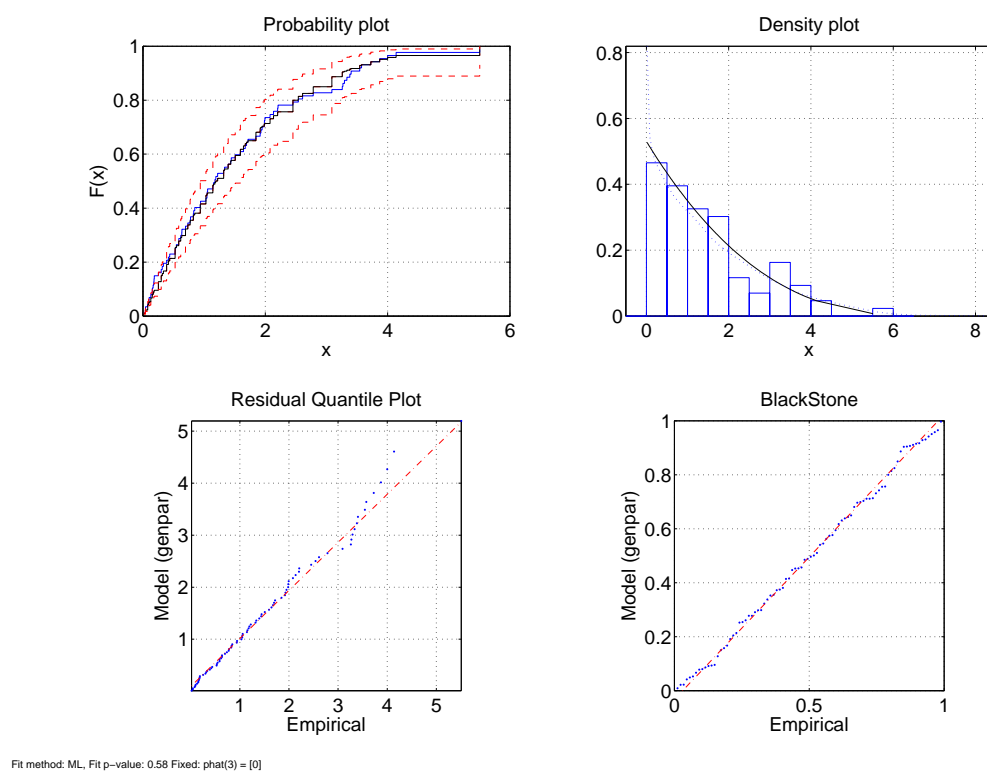 Probability plot
1
0.8
0.6
0.4
0.2
0
F(x)
0 2 4 6
x
Density plot
0.8
0.6
0.4
0.2
0
0 2 4 6 8
x
Residual Quantile Plot
5
4
3
2
1
Model (genpar)
1 2 3 4 5
Empirical
BlackStone
1
0.8
0.6
0.4
0.2
0
Model (genpar)
0 0.5 1
Empirical
Fit method: ML, Fit p−value: 0.58 Fixed: phat(3) = [0]